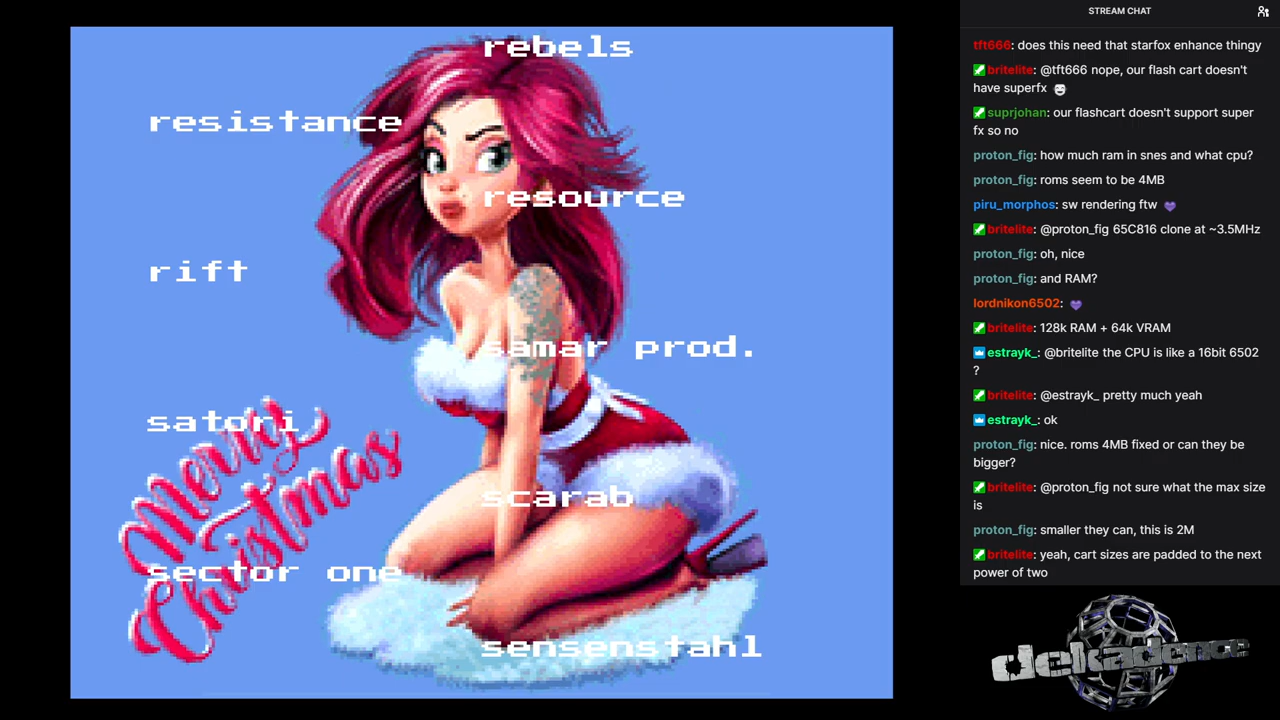 rebels
resistance
resource
rift
samar prod.
satori
scarab
sector one
sensenstahl
Merry
Christmas
STREAM CHAT
tft666: does this need that starfox enhance thingy
britelite: @tft666 nope, our flash cart doesn't
have superfx
suprjohan: our flashcart doesn't support super
fx so no
proton_fig: how much ram in snes and what cpu?
proton_fig: roms seem to be 4MB
piru_morphos: sw rendering ftw
britelite: @proton_fig 65C816 clone at ~3.5MHz
proton_fig: oh, nice
proton_fig: and RAM?
lordnikon6502:
britelite: 128k RAM + 64k VRAM
estrayk_: @britelite the CPU is like a 16bit 6502
?
britelite: @estrayk_ pretty much yeah
estrayk_: ok
proton_fig: nice. roms 4MB fixed or can they be
bigger?
britelite: @proton_fig not sure what the max size
is
proton_fig: smaller they can, this is 2M
britelite: yeah, cart sizes are padded to the next
power of two
dekadence